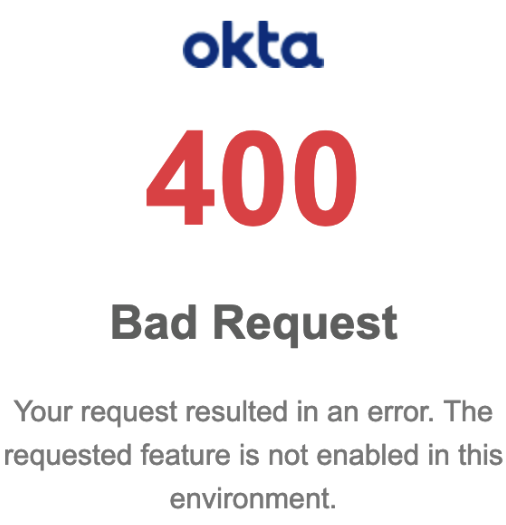 okta
400
Bad Request
Your request resulted in an error. The
requested feature is not enabled in this
environment.